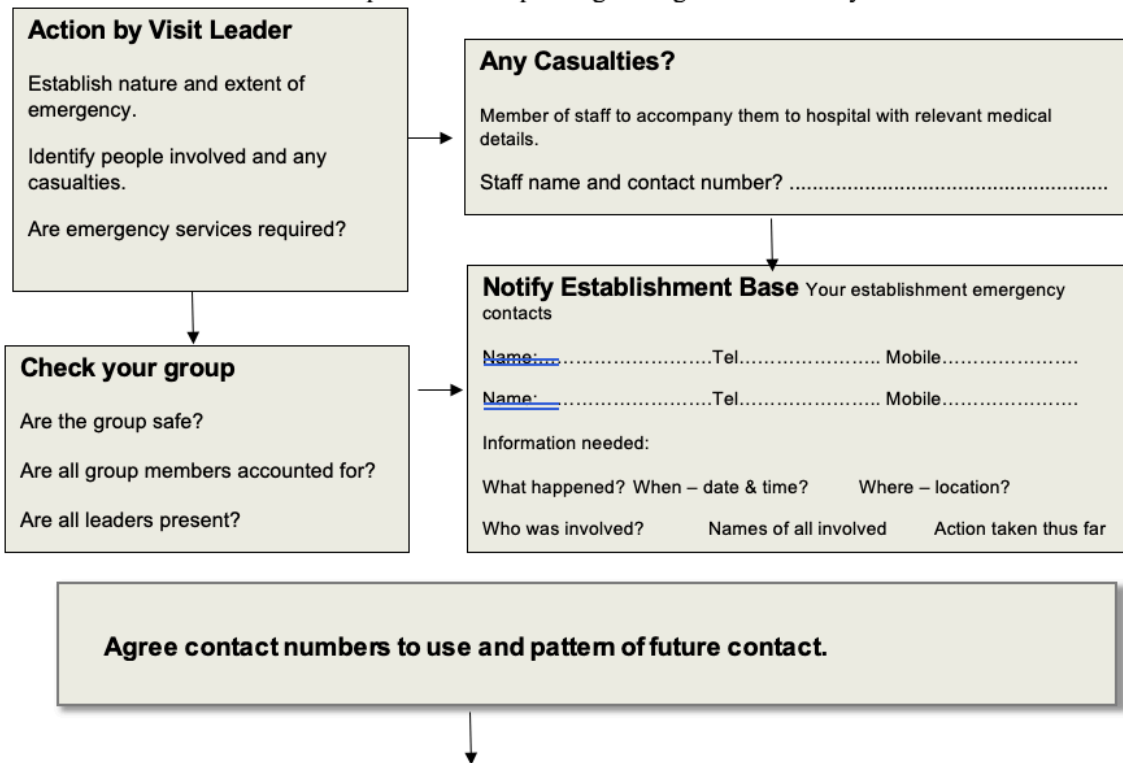 Action by Visit Leader
Establish nature and extent of
emergency.
Identify people involved and any
casualties.
Are emergency services required?
Any Casualties?
Member of staff to accompany them to hospital with relevant medical
details.
Staff name and contact number? ........................................................
Check your group
Are the group safe?
Are all group members accounted for?
Are all leaders present?
Notify Establishment Base Your establishment emergency
contacts
Name:..............................Tel........................ Mobile.......................
Name: ..............................Tel........................ Mobile.......................
Information needed:
What happened? When – date & time? Where – location?
Who was involved? Names of all involved Action taken thus far
Agree contact numbers to use and pattern of future contact.